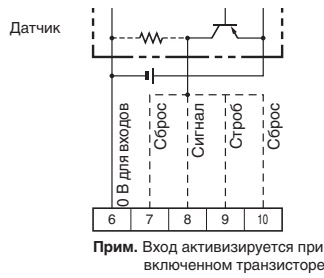 Датчик
0 В для входов
Сброс
Сигнал
Строб
Сброс
6 7 8 9 10
Прим. Вход активизируется при
включенном транзисторе